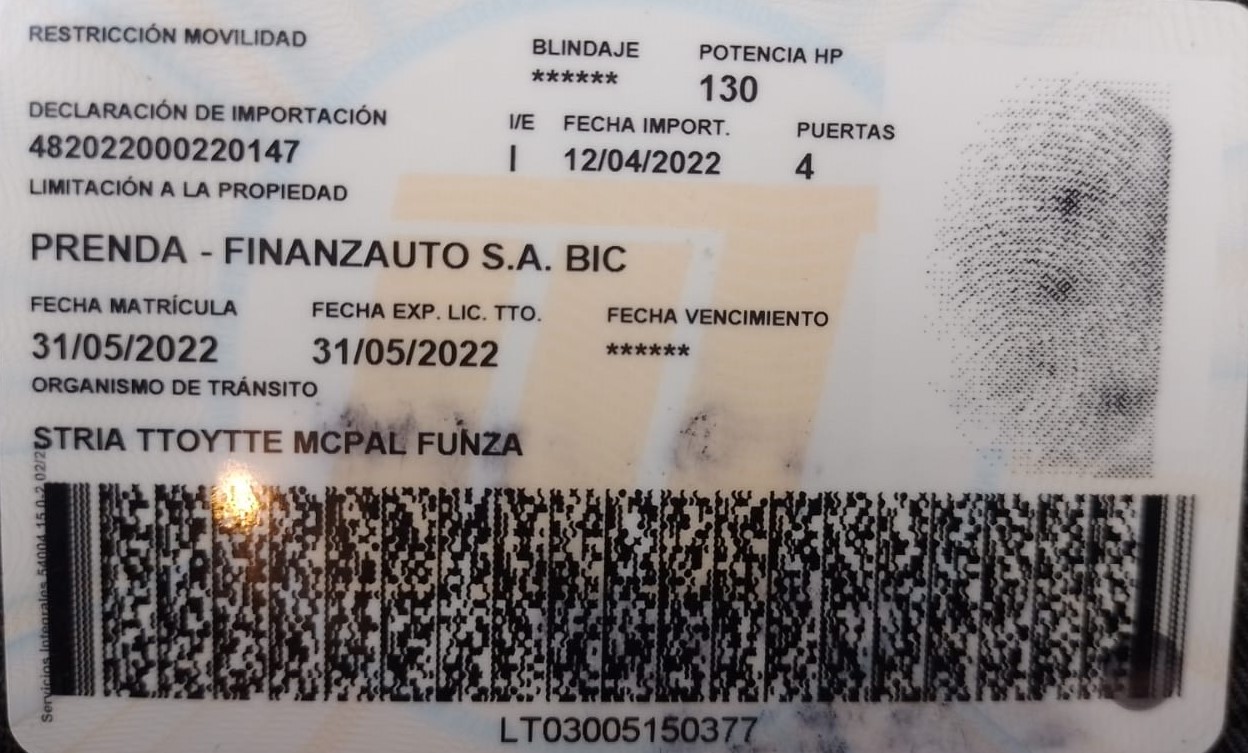 RESTRICCIÓN MOVILIDAD
BLINDAJE POTENCIA HP
****** 130
DECLARACIÓN DE IMPORTACIÓN I/E FECHA IMPORT. PUERTAS
482022000220147 I 12/04/2022 4
LIMITACIÓN A LA PROPIEDAD
PRENDA - FINANZAUTO S.A. BIC
FECHA MATRÍCULA FECHA EXP. LIC. TTO. FECHA VENCIMIENTO
31/05/2022 31/05/2022 ******
ORGANISMO DE TRÁNSITO
STRIA TTOYTTE MCPAL FUNZA
LT03005150377